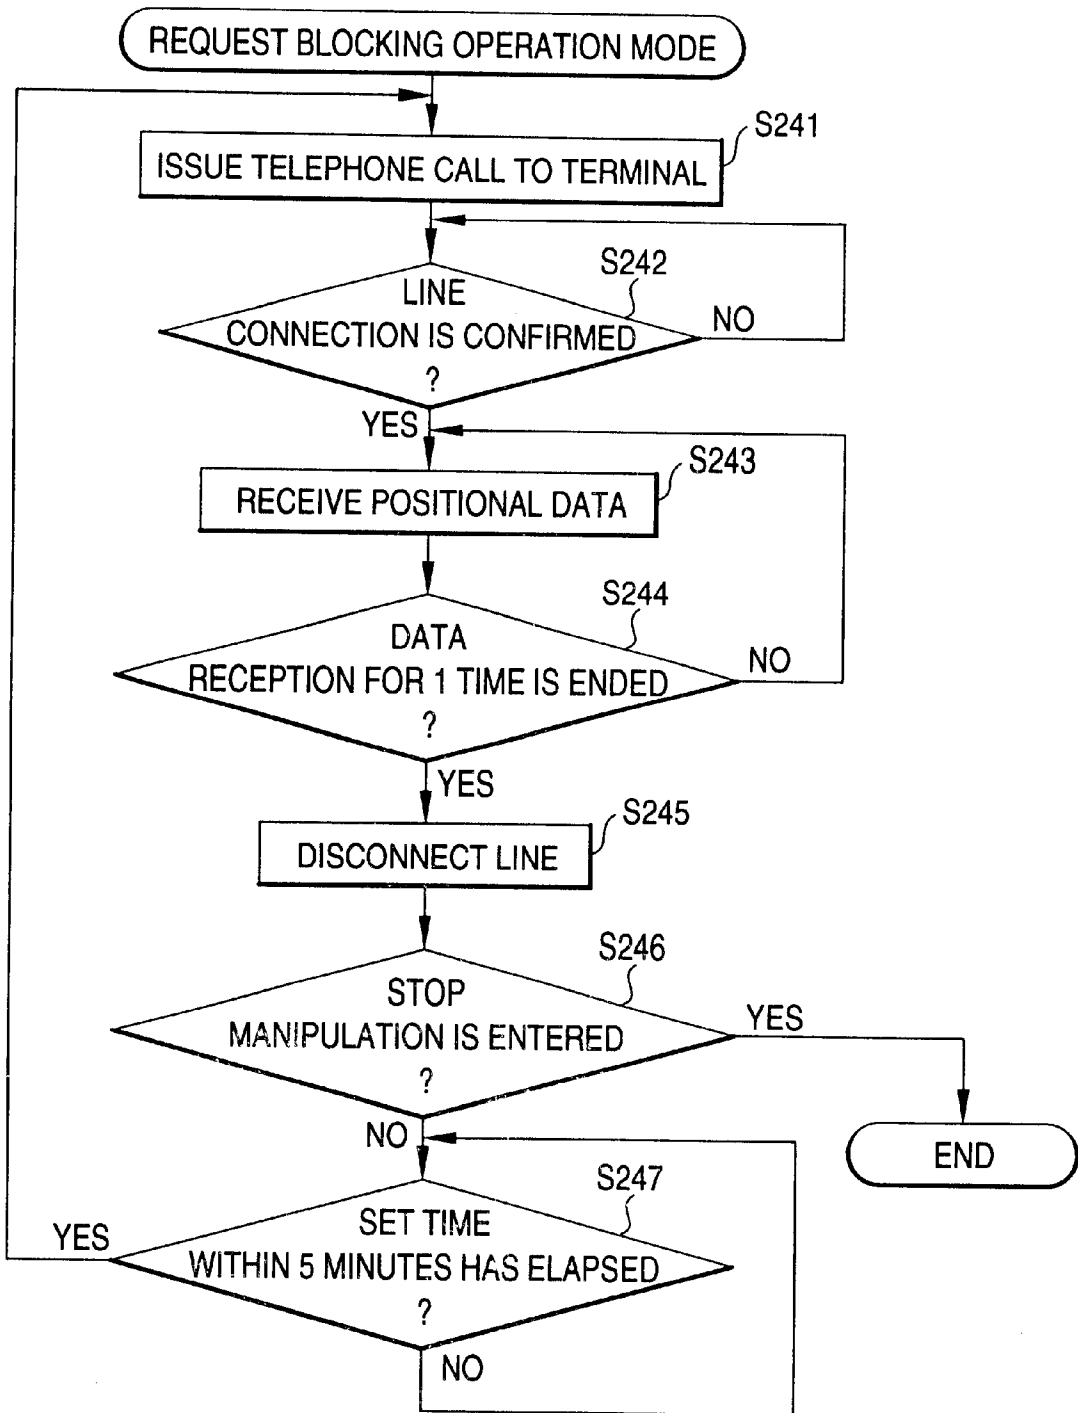 REQUEST BLOCKING OPERATION MODE
S241
ISSUE TELEPHONE CALL TO TERMINAL
S242
LINE
CONNECTION IS CONFIRMED
?
NO
YES
S243
RECEIVE POSITIONAL DATA
S244
DATA
RECEPTION FOR 1 TIME IS ENDED
?
NO
YES
S245
DISCONNECT LINE
S246
STOP
MANIPULATION IS ENTERED
?
YES
NO
END
S247
SET TIME
WITHIN 5 MINUTES HAS ELAPSED
?
YES
NO